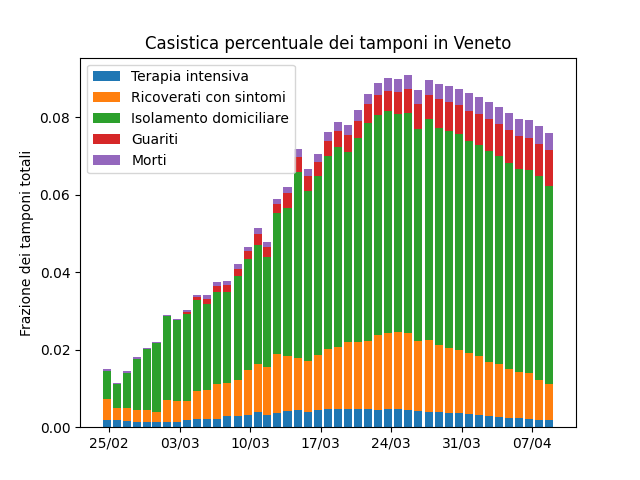 Casistica percentuale dei tamponi in Veneto
Terapia intensiva
Ricoverati con sintomi
Isolamento domiciliare
Guariti
Morti
Frazione dei tamponi totali
0.08
0.06
0.04
0.02
0.00
25/02 03/03 10/03 17/03 24/03 31/03 07/04